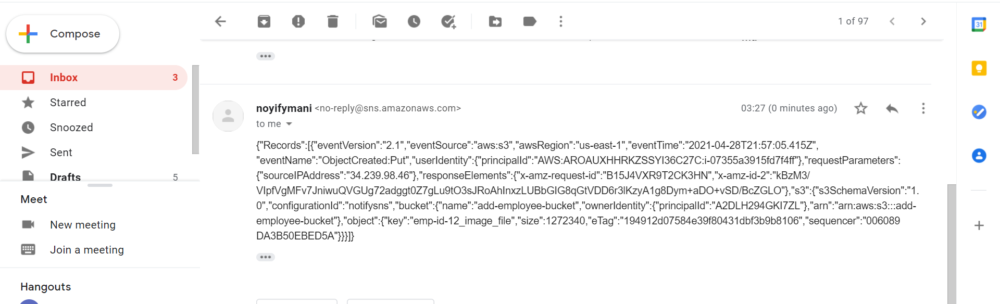 Compose
1 of 97
31
Inbox 3
Starred
Snoozed
Sent
Drafts 5
Meet
New meeting
Join a meeting
Hangouts
noyifymani <no-reply@sns.amazonaws.com>
03:27 (0 minutes ago)
to me
{"Records":[{"eventVersion":"2.1","eventSource":"aws:s3","awsRegion":"us-east-1","eventTime":"2021-04-28T21:57:05.415Z",
"eventName":"ObjectCreated:Put","userIdentity":{"principalId":"AWS:AROAUXHHRKZSSYI36C27C:i-07355a3915fd7f4ff"},"requestParameters":
{"sourceIPAddress":"34.239.98.46"},"responseElements":{"x-amz-request-id":"B15J4VXR9T2CK3HN","x-amz-id-2":"kBzM3/
VIpfVgMFv7JniwuQVGUg72adggt0Z7gLu9tO3sJRoAhInxzLUBbGIG8qGtVDD6r3lKzyA1g8Dym+aDO+vSD/BcZGLO"},"s3":{"s3SchemaVersion":"1.
0","configurationId":"notifysns","bucket":{"name":"add-employee-bucket","ownerIdentity":{"principalId":"A2DLH294GKI7ZL"},"arn":"arn:aws:s3:::add-
employee-bucket"},"object":{"key":"emp-id-12_image_file","size":1272340,"eTag":"194912d07584e39f80431dbf3b9b8106","sequencer":"006089
DA3B50EBED5A"}}}]}